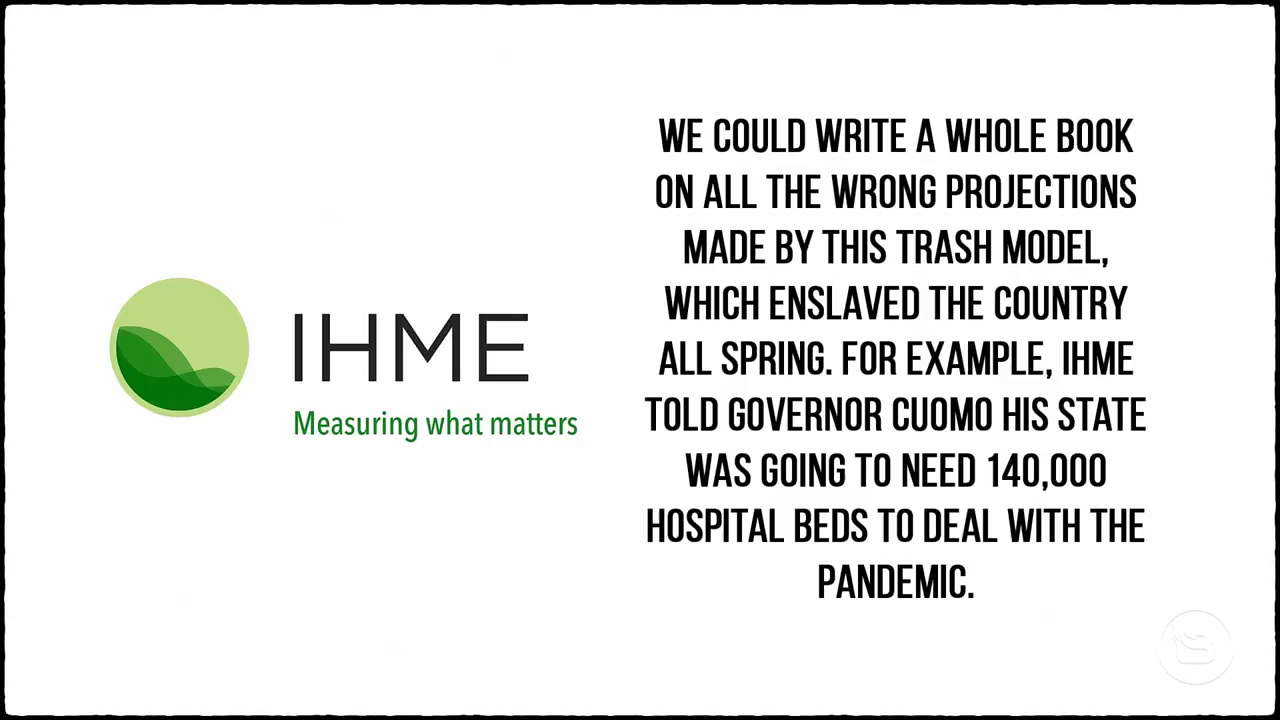 IHME
Measuring what matters
WE COULD WRITE A WHOLE BOOK
ON ALL THE WRONG PROJECTIONS
MADE BY THIS TRASH MODEL,
WHICH ENSLAVED THE COUNTRY
ALL SPRING. FOR EXAMPLE, IHME
TOLD GOVERNOR CUOMO HIS STATE
WAS GOING TO NEED 140,000
HOSPITAL BEDS TO DEAL WITH THE
PANDEMIC.